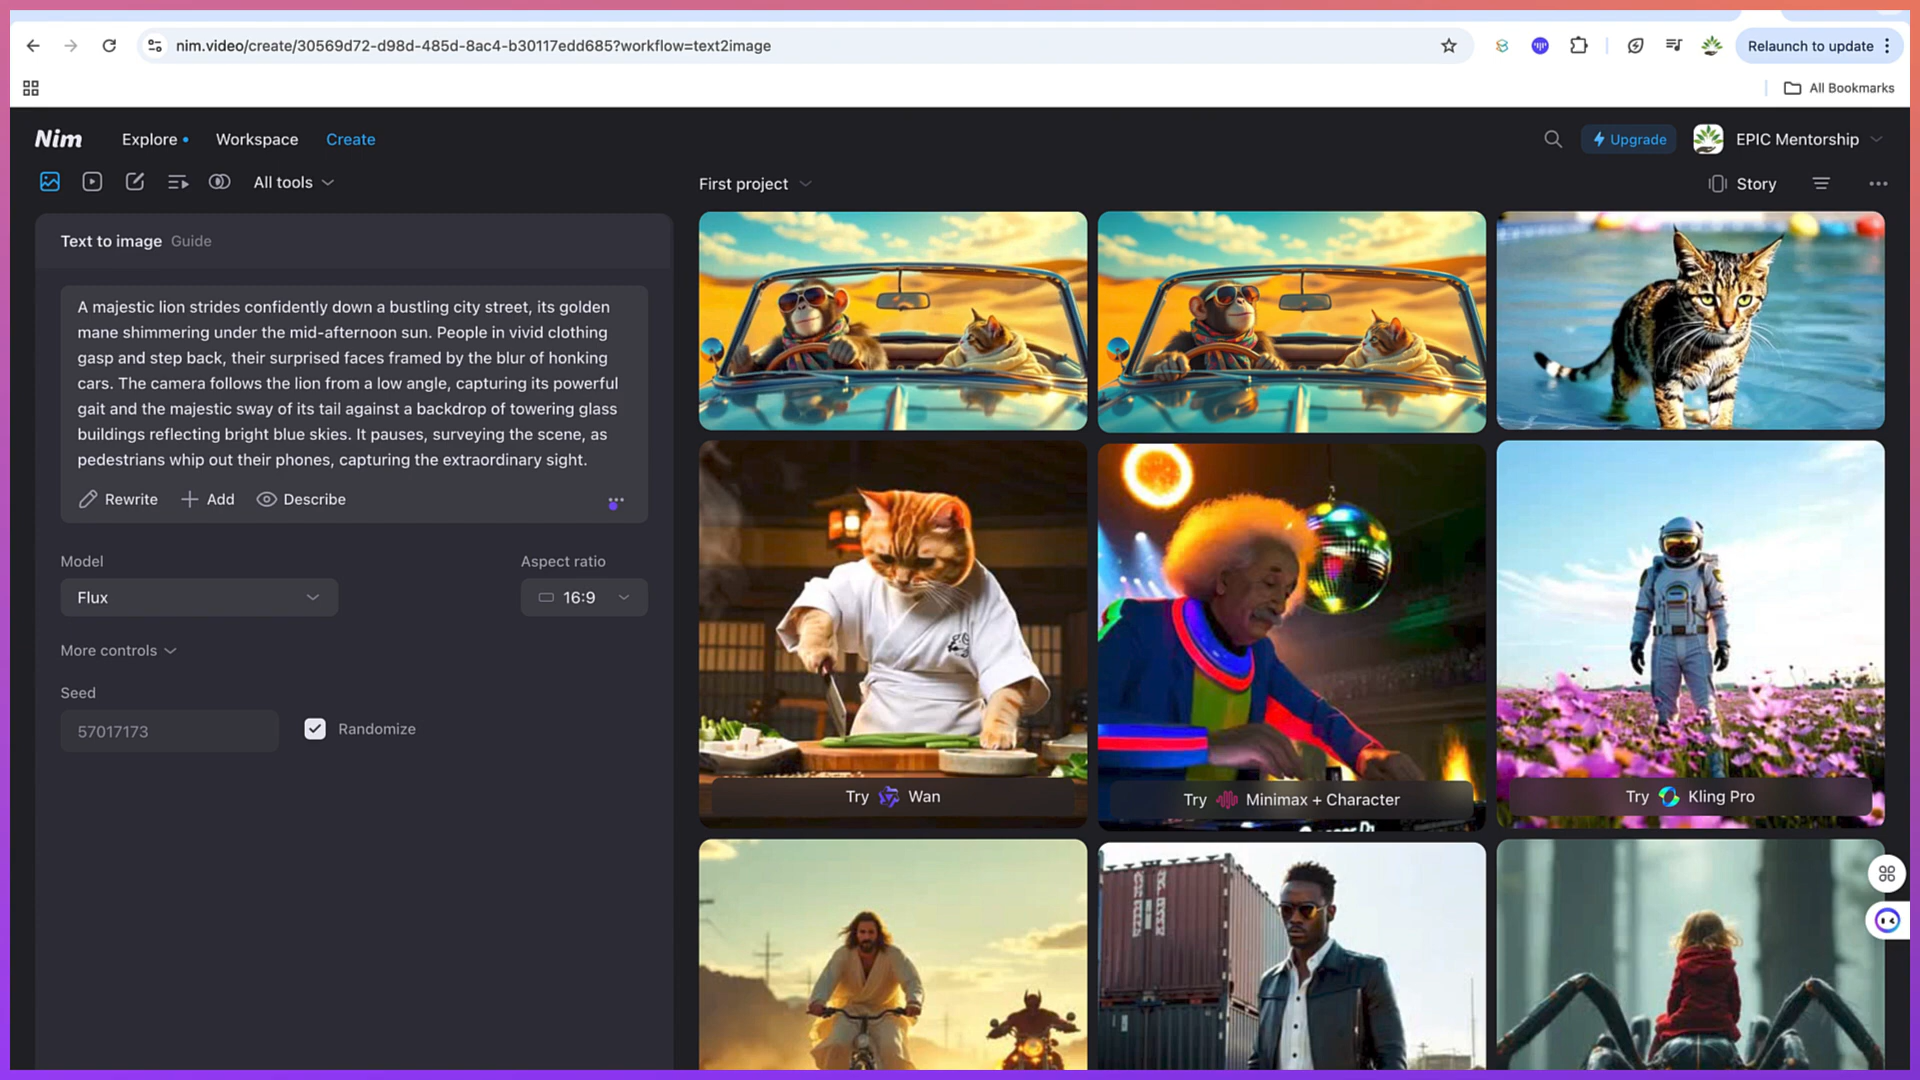 nim.video/create/30569d72-d98d-485d-8ac4-b30117edd685?workflow=text2image
Relaunch to update
All Bookmarks
Nim
Explore
Workspace
Create
Upgrade
EPIC Mentorship
All tools
First project
Story
Text to image Guide
A majestic lion strides confidently down a bustling city street, its golden
mane shimmering under the mid-afternoon sun. People in vivid clothing
gasp and step back, their surprised faces framed by the blur of honking
cars. The camera follows the lion from a low angle, capturing its powerful
gait and the majestic sway of its tail against a backdrop of towering glass
buildings reflecting bright blue skies. It pauses, surveying the scene, as
pedestrians whip out their phones, capturing the extraordinary sight.
Rewrite
Add
Describe
Model
Aspect ratio
Flux
16:9
More controls
Seed
57017173
Randomize
Try Wan
Try Minimax + Character
Try Kling Pro